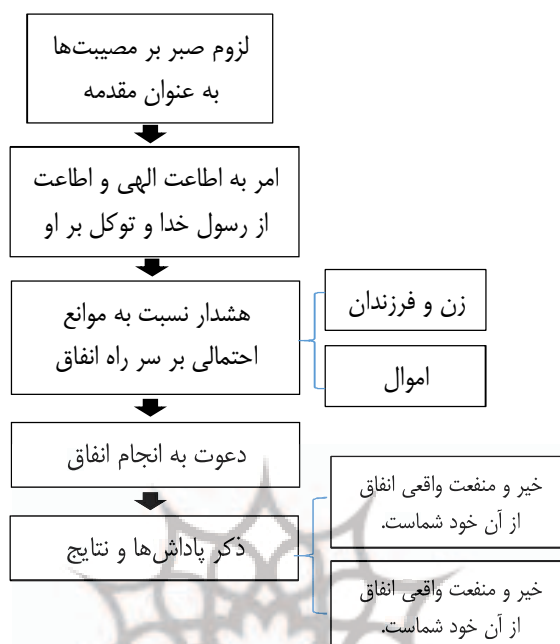 لزوم صبر بر مصیبت‌ها
به عنوان مقدمه
امر به اطاعت الهی و اطاعت
از رسول خدا و توکل بر او
هشدار نسبت به موانع
احتمالی بر سر راه انفاق
زن و فرزندان
اموال
دعوت به انجام انفاق
ذکر پاداش‌ها و نتایج
خیر و منفعت واقعی انفاق
از آن خود شماست.
خیر و منفعت واقعی انفاق
از آن خود شماست.